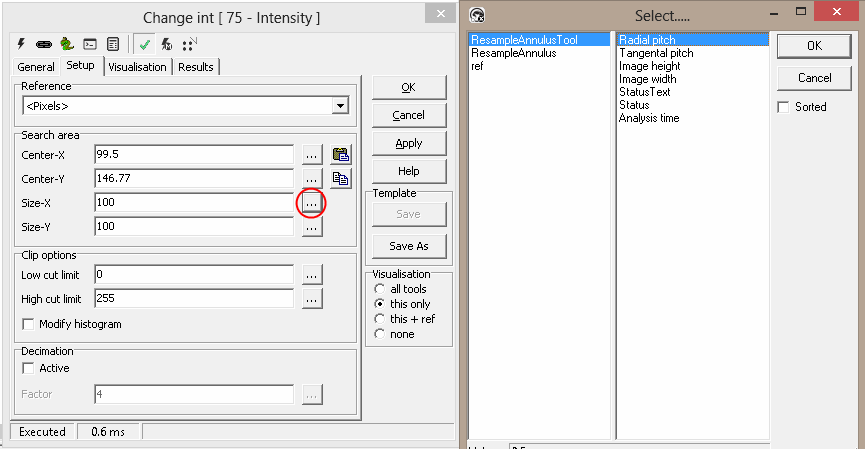 Change int [ 75 - Intensity ]
General
Setup
Visualisation
Results
Reference
<Pixels>
Search area
Center-X
99.5
...
Center-Y
146.77
...
Size-X
100
...
Size-Y
100
...
Clip options
Low cut limit
0
...
High cut limit
255
...
Modify histogram
Decimation
Active
Factor
4
...
OK
Cancel
Apply
Help
Template
Save
Save As
Visualisation
all tools
this only
this + ref
none
Executed
0.6 ms
Select.....
ResampleAnnulusTool
ResampleAnnulus
ref
Radial pitch
Tangental pitch
Image height
Image width
StatusText
Status
Analysis time
OK
Cancel
Sorted